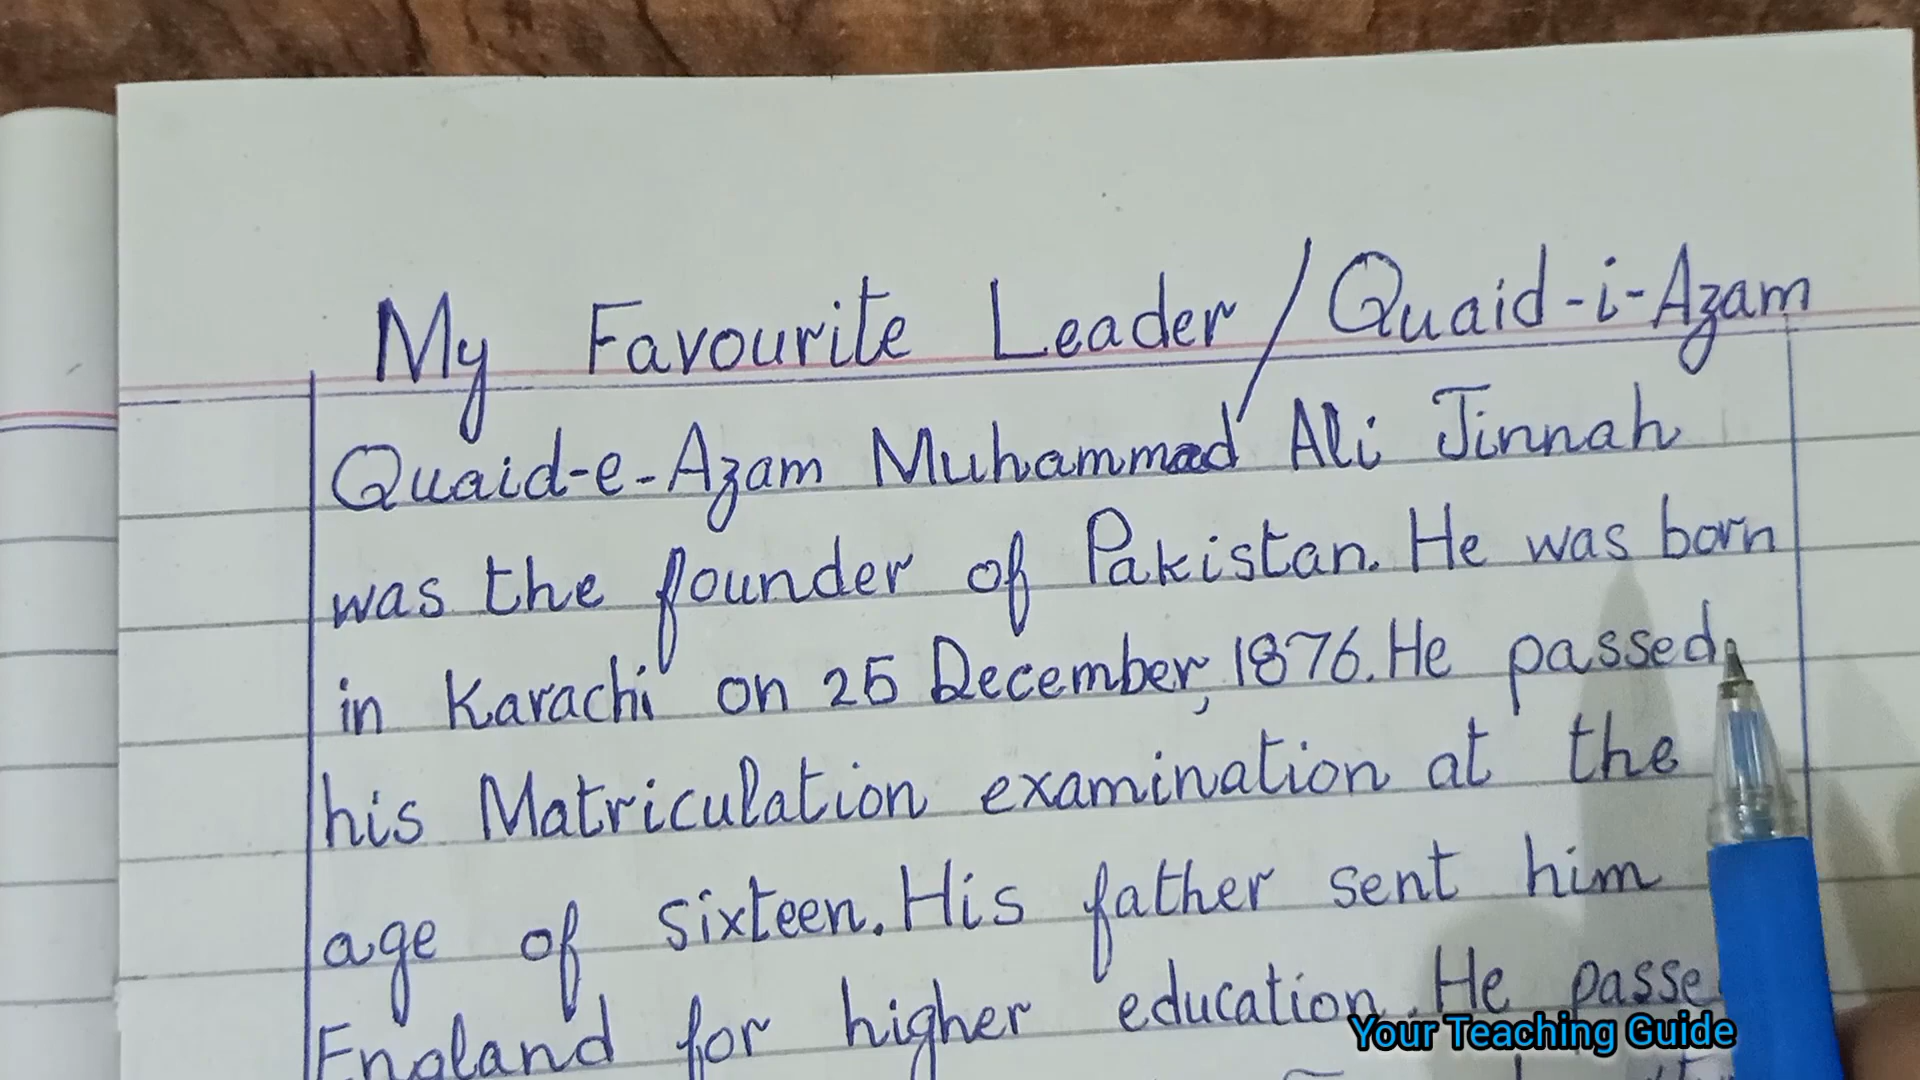 My Favourite Leader/Quaid-i-Azam
Quaid-e-Azam Muhammad Ali Jinnah
was the founder of Pakistan. He was born
in Karachi on 25 December, 1876. He passed
his Matriculation examination at the
age of sixteen. His father sent him
England for higher education. He passe
Your Teaching Guide